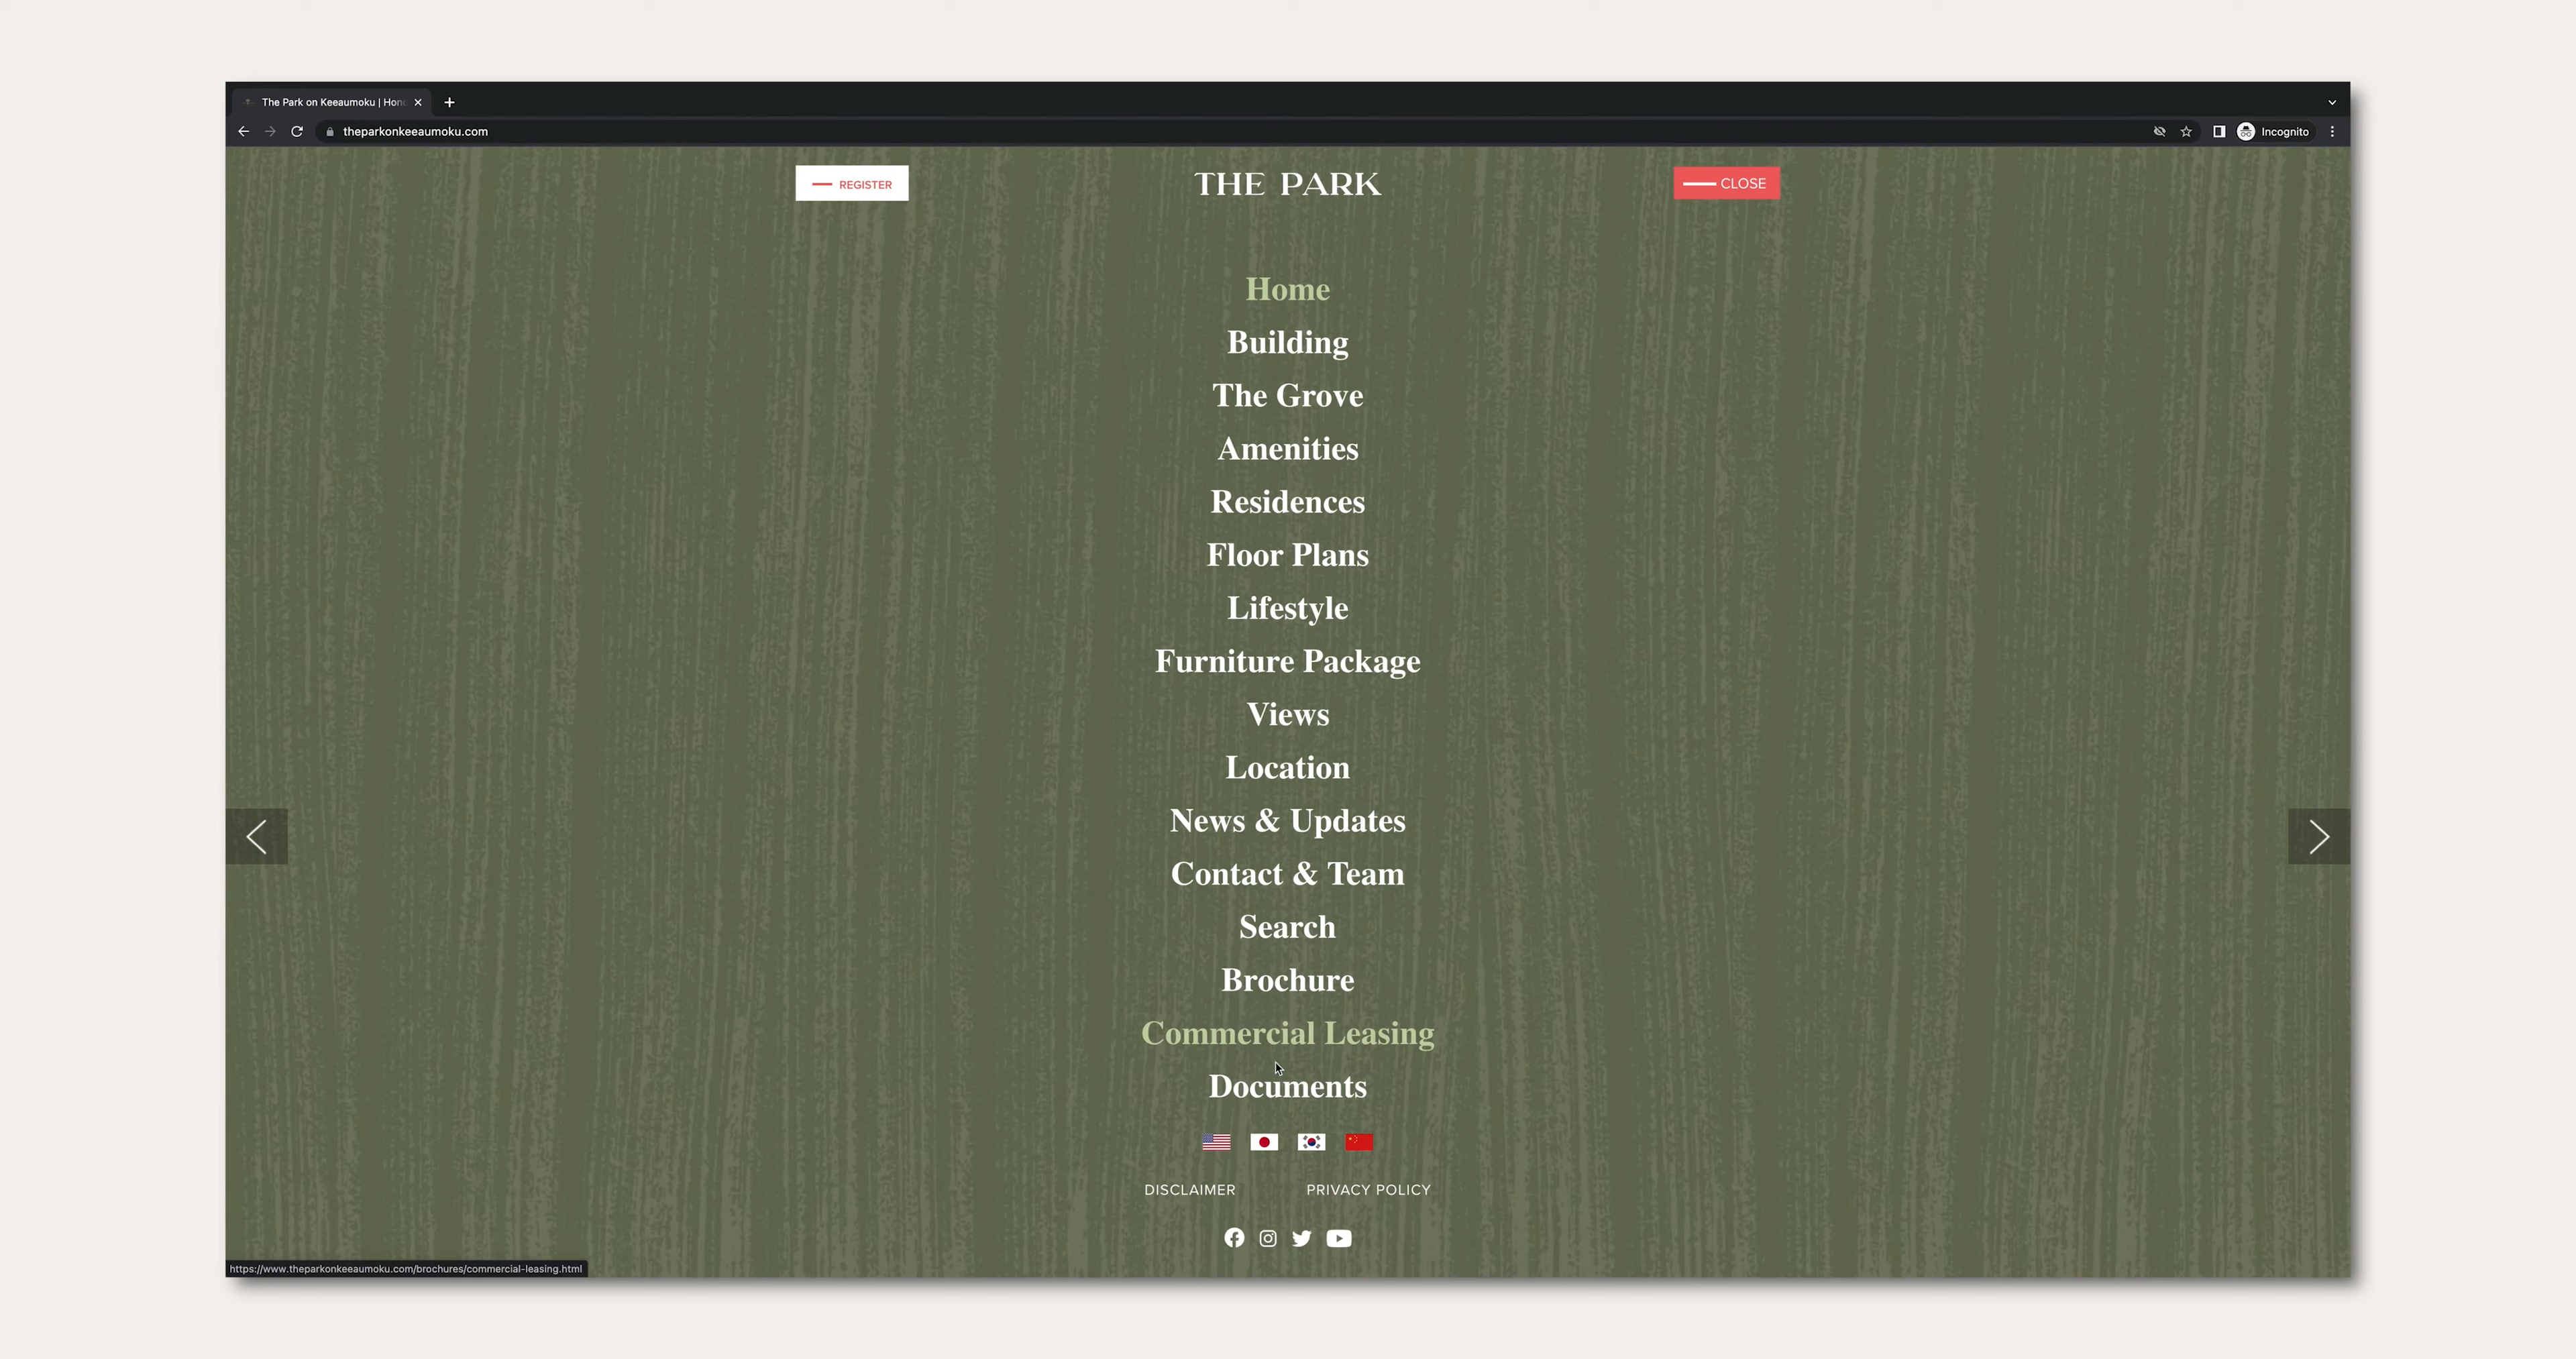 The Park on Keeaumoku | Hono
theparkonkeeaumoku.com
Incognito
REGISTER
THE PARK
CLOSE
Home
Building
The Grove
Amenities
Residences
Floor Plans
Lifestyle
Furniture Package
Views
Location
News & Updates
Contact & Team
Search
Brochure
Commercial Leasing
Documents
DISCLAIMER
PRIVACY POLICY
https://www.theparkonkeeaumoku.com/brochures/commercial-leasing.html